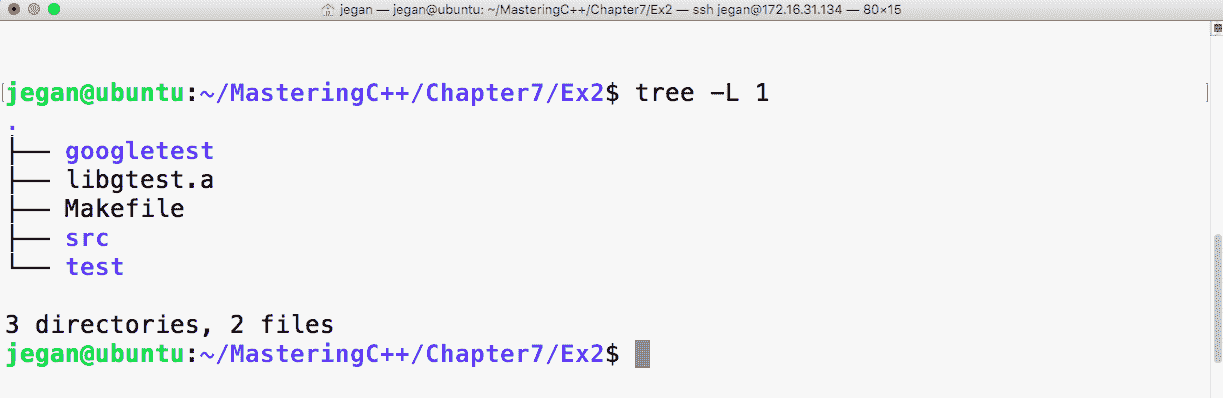 jegan — jegan@ubuntu: ~/MasteringC++/Chapter7/Ex2 — ssh jegan@172.16.31.134 — 80×15
[jegan@ubuntu:~/MasteringC++/Chapter7/Ex2$ tree -L 1 ]
.
├── googletest
├── libgtest.a
├── Makefile
├── src
└── test
3 directories, 2 files
jegan@ubuntu:~/MasteringC++/Chapter7/Ex2$